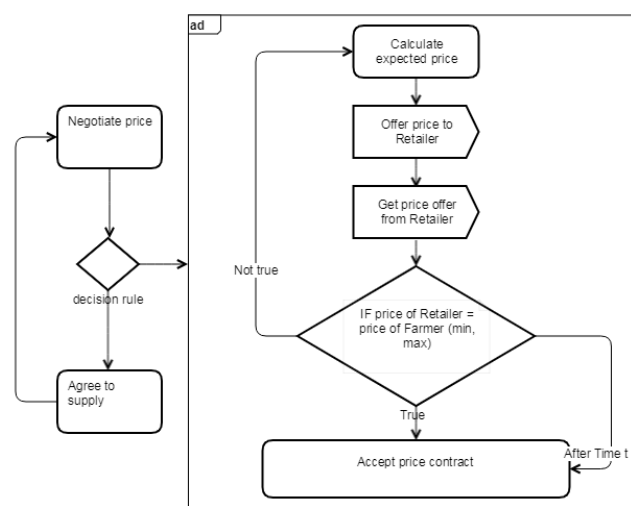 ad
Calculate
expected price
Negotiate price
Offer price to
Retailer
Get price offer
from Retailer
decision rule
Not true
IF price of Retailer =
price of Farmer (min,
max)
Agree to
supply
True
After Time t
Accept price contract